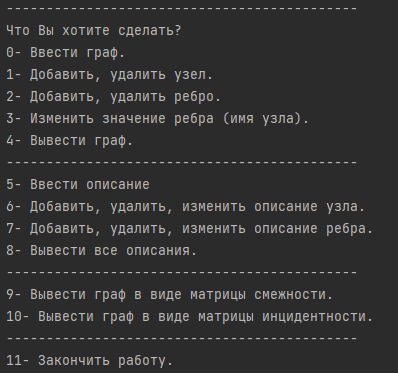 --------------------------------------------
Что Вы хотите сделать?
0- Ввести граф.
1- Добавить, удалить узел.
2- Добавить, удалить ребро.
3- Изменить значение ребра (имя узла).
4- Вывести граф.
--------------------------------------------
5- Ввести описание
6- Добавить, удалить, изменить описание узла.
7- Добавить, удалить, изменить описание ребра.
8- Вывести все описания.
--------------------------------------------
9- Вывести граф в виде матрицы смежности.
10- Вывести граф в виде матрицы инцидентности.
--------------------------------------------
11- Закончить работу.